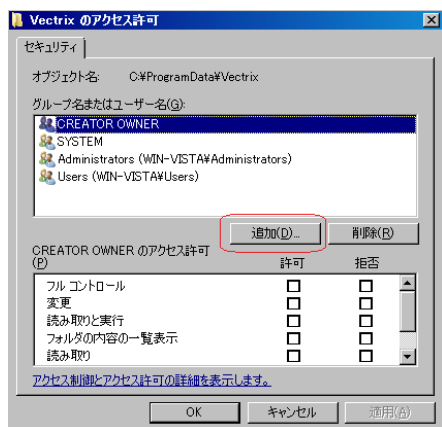 Vectrix のアクセス許可
セキュリティ
オブジェクト名: C:¥ProgramData¥Vectrix
グループ名またはユーザー名(G):
CREATOR OWNER
SYSTEM
Administrators (WIN-VISTA¥Administrators)
Users (WIN-VISTA¥Users)
追加(D)... 削除(R)
CREATOR OWNER のアクセス許可
(P) 許可 拒否
フル コントロール
変更
読み取りと実行
フォルダの内容の一覧表示
読み取り
アクセス制御とアクセス許可の詳細を表示します。
OK キャンセル 適用(A)